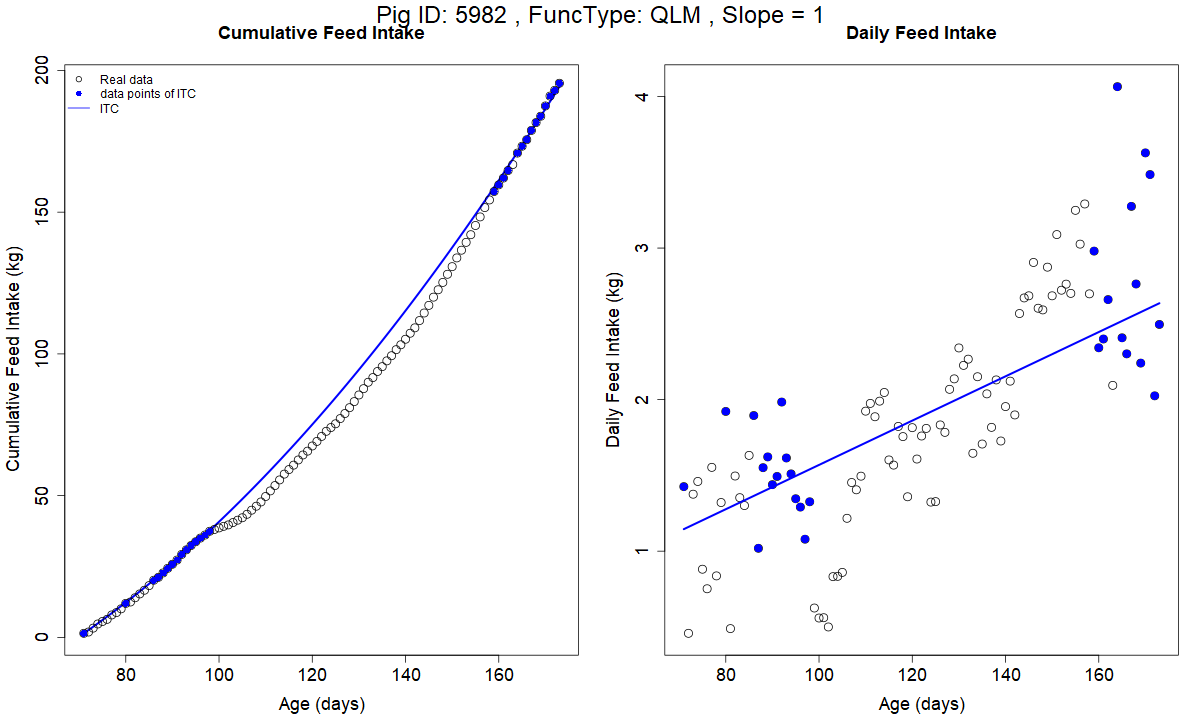 Pig ID: 5982 , FuncType: QLM , Slope = 1
Cumulative Feed Intake
Real data
data points of ITC
ITC
Cumulative Feed Intake (kg)
200
150
100
50
0
80 100 120 140 160
Age (days)
Daily Feed Intake
Daily Feed Intake (kg)
4
3
2
1
80 100 120 140 160
Age (days)